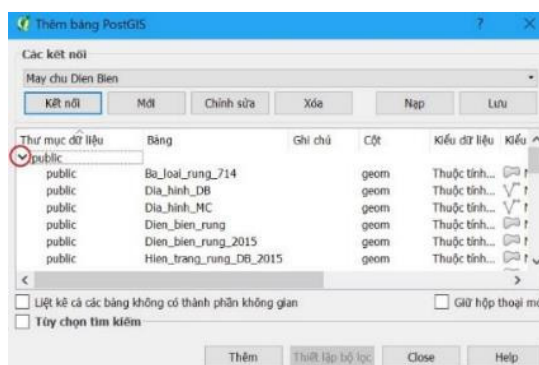 Thêm bảng PostGIS
Các kết nối
May chu Dien Bien
Kết nối Mới Chỉnh sửa Xóa Nạp Lưu
Thư mục dữ liệu Bảng Ghi chú Cột Kiểu dữ liệu Kiểu
public
public Ba_loai_rung_714 geom Thuộc tính...
public Dia_hinh_DB geom Thuộc tính...
public Dia_hinh_MC geom Thuộc tính...
public Dien_bien_rung geom Thuộc tính...
public Dien_bien_rung_2015 geom Thuộc tính...
public Hien_trang_rung_DB_2015 geom Thuộc tính...
Liệt kê cả các bảng không có thành phần không gian Giữ hộp thoại
Tùy chọn tìm kiếm
Thêm Thiết lập bộ lọc Close Help